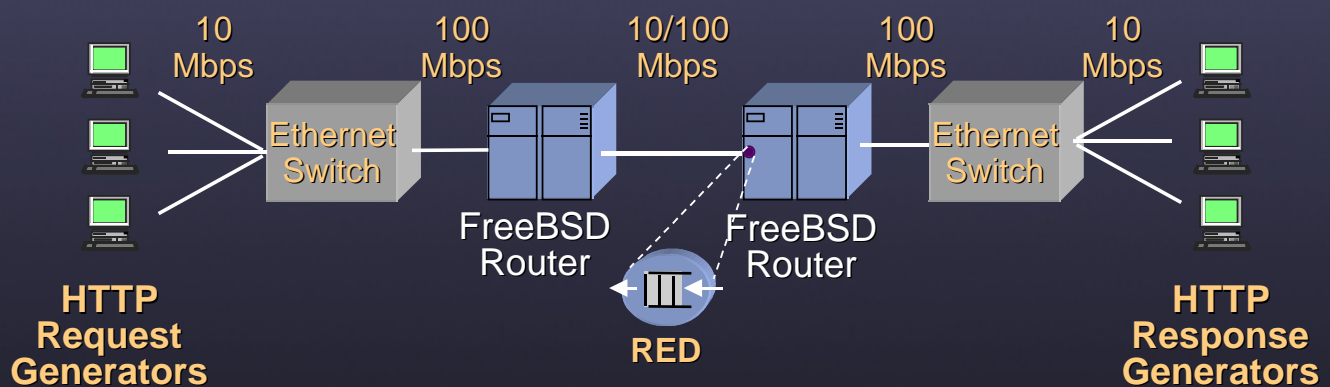 10
Mbps
100
Mbps
10/100
Mbps
100
Mbps
10
Mbps
Ethernet
Switch
Ethernet
Switch
FreeBSD
Router
FreeBSD
Router
HTTP
Request
Generators
RED
HTTP
Response
Generators